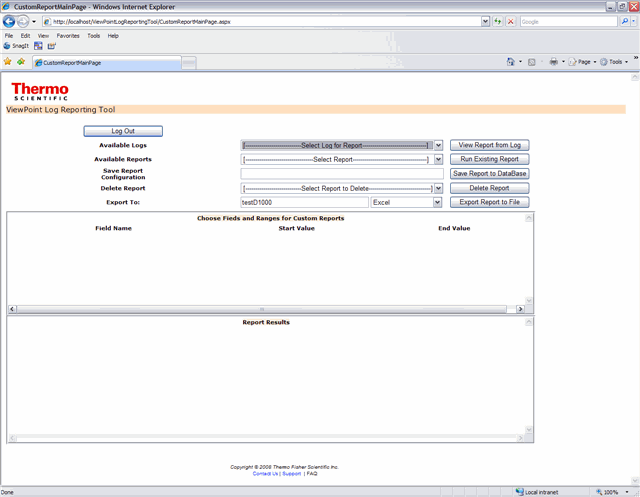 CustomReportMainPage - Windows Internet Explorer
http://localhost/ViewPointLogReportingTool/CustomReportMainPage.aspx
Google
File Edit View Favorites Tools Help
SnagIt
CustomReportMainPage
Page Tools
Thermo
SCIENTIFIC
ViewPoint Log Reporting Tool
Log Out
Available Logs [----------------------------Select Log for Report--------------------------------] View Report from Log
Available Reports [----------------------------------Select Report-------------------------------------] Run Existing Report
Save Report
Configuration
Save Report to DataBase
Delete Report [----------------------------Select Report to Delete-------------------------------] Delete Report
Export To: testD1000 Excel Export Report to File
Choose Fieds and Ranges for Custom Reports
Field Name Start Value End Value
Report Results
Copyright © 2008 Thermo Fisher Scientific Inc.
Contact Us | Support | FAQ
Done Local intranet 100%